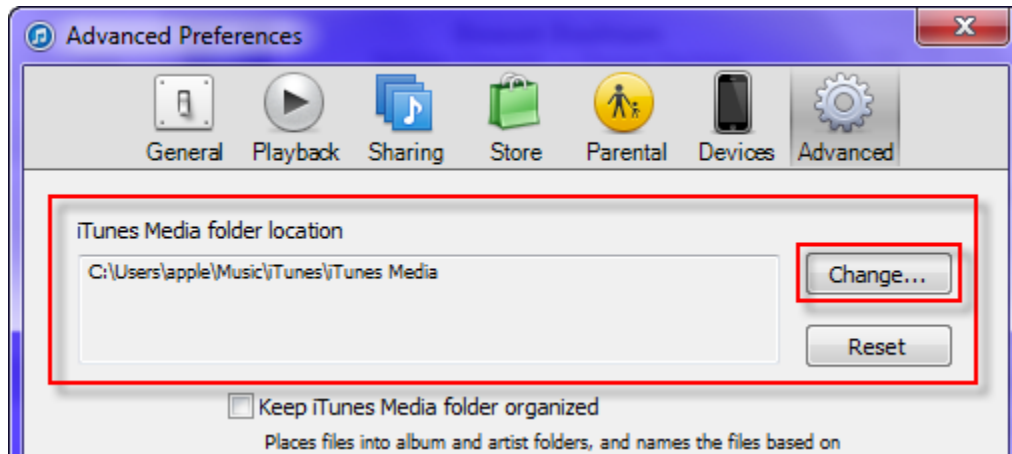 Advanced Preferences
General Playback Sharing Store Parental Devices Advanced
iTunes Media folder location
C:\Users\apple\Music\iTunes\iTunes Media
Change...
Reset
Keep iTunes Media folder organized
Places files into album and artist folders, and names the files based on